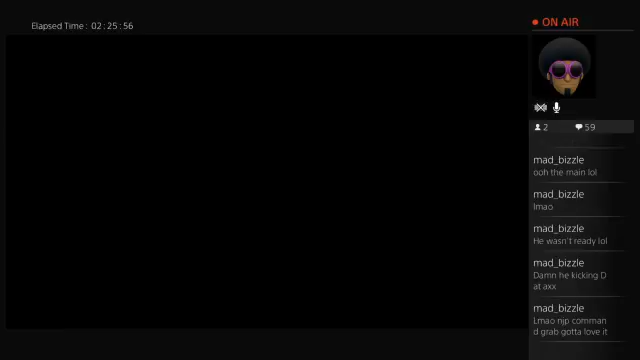 Elapsed Time : 02 : 25 : 56
ON AIR
2 59
mad_bizzle
ooh the main lol
mad_bizzle
lmao
mad_bizzle
He wasn't ready lol
mad_bizzle
Damn he kicking D
at axx
mad_bizzle
Lmao njp comman
d grab gotta love it